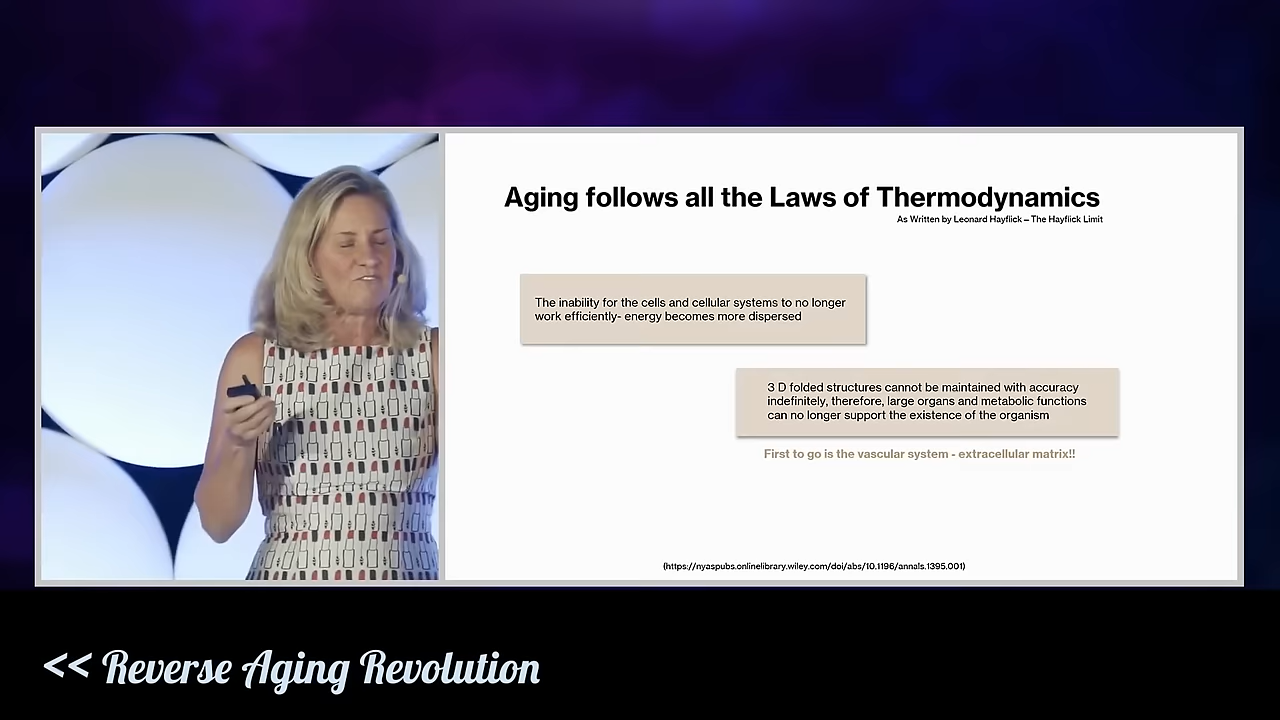 Aging follows all the Laws of Thermodynamics
As Written by Leonard Hayflick – The Hayflick Limit
The inability for the cells and cellular systems to no longer
work efficiently- energy becomes more dispersed
3 D folded structures cannot be maintained with accuracy
indefinitely, therefore, large organs and metabolic functions
can no longer support the existence of the organism
First to go is the vascular system - extracellular matrix!!
(https://nyaspubs.onlinelibrary.wiley.com/doi/abs/10.1196/annals.1395.001)
<< Reverse Aging Revolution